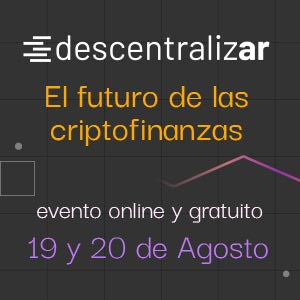 descentralizar
El futuro de las
criptofinanzas
evento online y gratuito
19 y 20 de Agosto